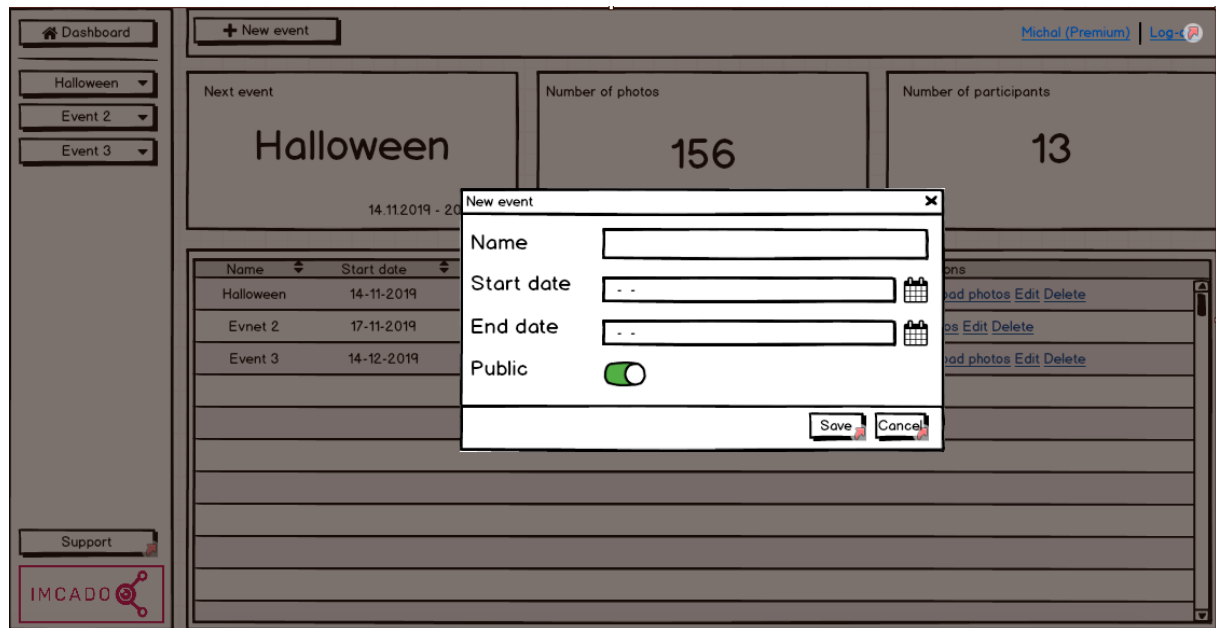 Dashboard
+ New event
Michal (Premium)
Log-
Halloween
Event 2
Event 3
Next event
Halloween
14.11.2019 - 20
Number of photos
156
Number of participants
13
New event
Name
Start date
- -
End date
- -
Public
Save
Cancel
Name Start date
Halloween 14-11-2019 photos Edit Delete
Evnet 2 17-11-2019 Edit Delete
Event 3 14-12-2019 photos Edit Delete
Support
IMCADO